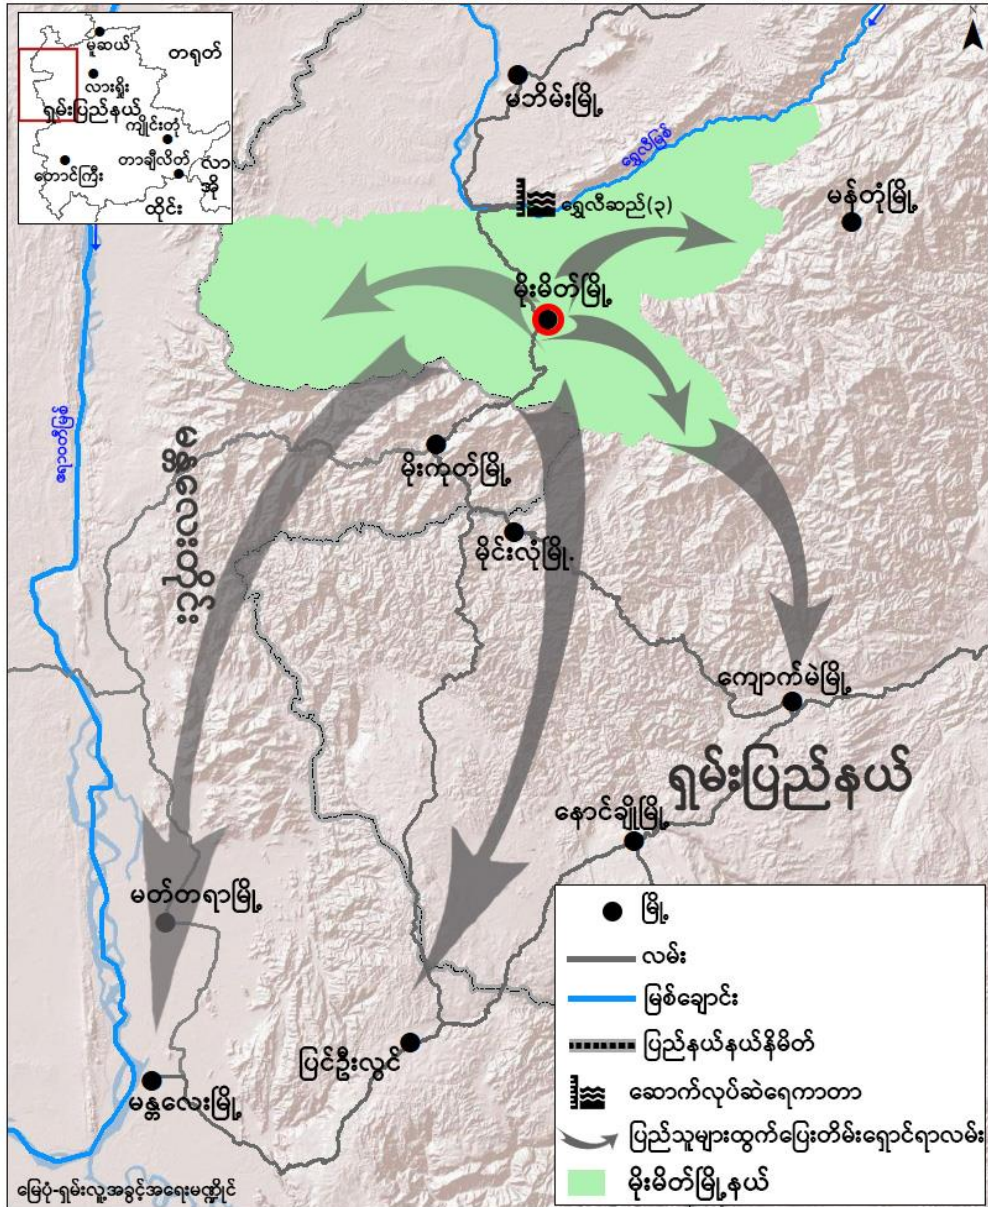 မူဆယ်
တရုတ်
လားရှိုး
ရှမ်းပြည်နယ်
ကျိုင်းတုံ
တာချီလိတ်
လာ
အို
တောင်ကြီး
ထိုင်း
N
မဘိမ်းမြို့
ရွှေလီမြစ်
ရွှေလီဆည်(၃)
မန်တုံမြို့
မိုးမိတ်မြို့
ဧရာဝတီမြစ်
မန္တလေးတိုင်း
မိုးကုတ်မြို့
မိုင်းလုံမြို့
ကျောက်မဲမြို့
ရှမ်းပြည်နယ်
နောင်ချိုမြို့
မတ်တရာမြို့
ပြင်ဦးလွင်
မန္တလေးမြို့
မြို့
လမ်း
မြစ်ချောင်း
ပြည်နယ်နယ်နိမိတ်
ဆောက်လုပ်ဆဲရေကာတာ
ပြည်သူများထွက်ပြေးတိမ်းရှောင်ရာလမ်း
မိုးမိတ်မြို့နယ်
မြေပုံ-ရှမ်းလူ့အခွင့်အရေးမဏ္ဍိုင်